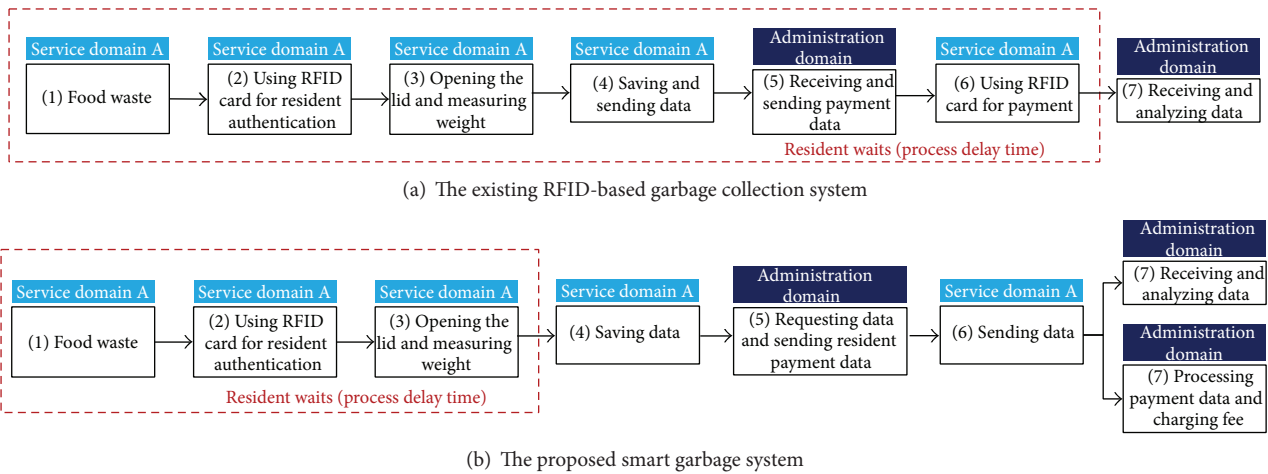 Service domain A
(1) Food waste
Service domain A
(2) Using RFID
card for resident
authentication
Service domain A
(3) Opening the
lid and measuring
weight
Service domain A
(4) Saving and
sending data
Administration
domain
(5) Receiving and
sending payment
data
Service domain A
(6) Using RFID
card for payment
Administration
domain
(7) Receiving and
analyzing data
Resident waits (process delay time)
(a) The existing RFID-based garbage collection system
Service domain A
(1) Food waste
Service domain A
(2) Using RFID
card for resident
authentication
Service domain A
(3) Opening the
lid and measuring
weight
Service domain A
(4) Saving data
Administration
domain
(5) Requesting data
and sending resident
payment data
Service domain A
(6) Sending data
Administration
domain
(7) Receiving and
analyzing data
Administration
domain
(7) Processing
payment data and
charging fee
Resident waits (process delay time)
(b) The proposed smart garbage system